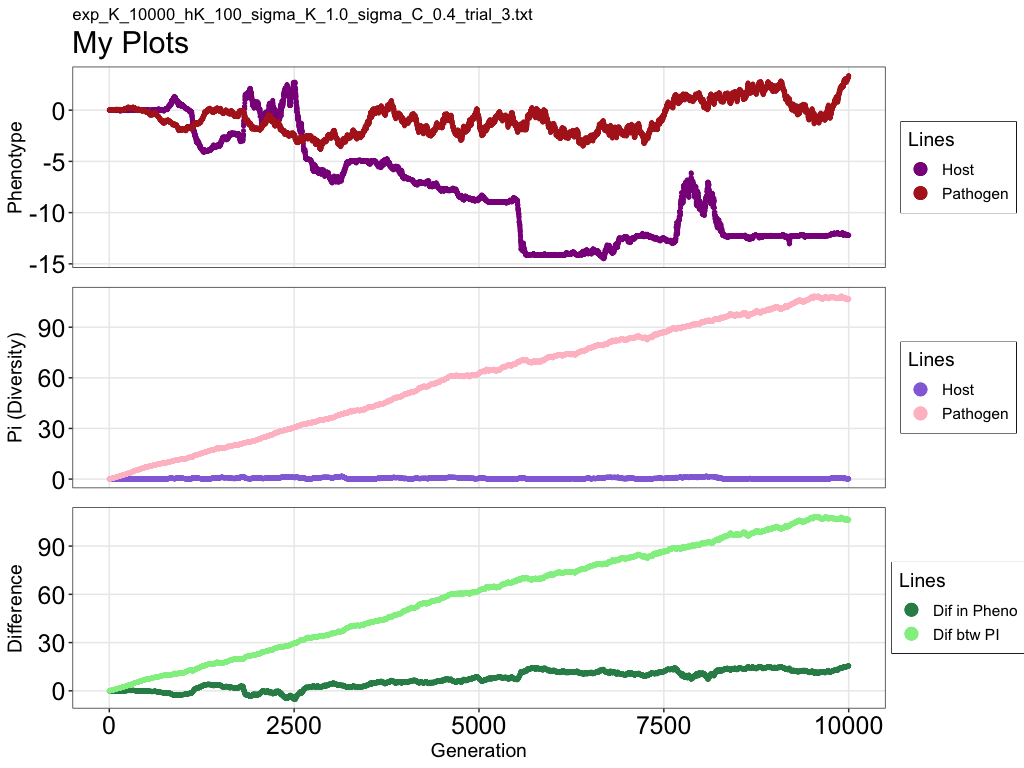 exp_K_10000_hK_100_sigma_K_1.0_sigma_C_0.4_trial_3.txt
My Plots
Phenotype
0
-5
-10
-15
Lines
Host
Pathogen
Pi (Diversity)
90
60
30
0
Lines
Host
Pathogen
Difference
90
60
30
0
Lines
Dif in Pheno
Dif btw PI
0 2500 5000 7500 10000
Generation